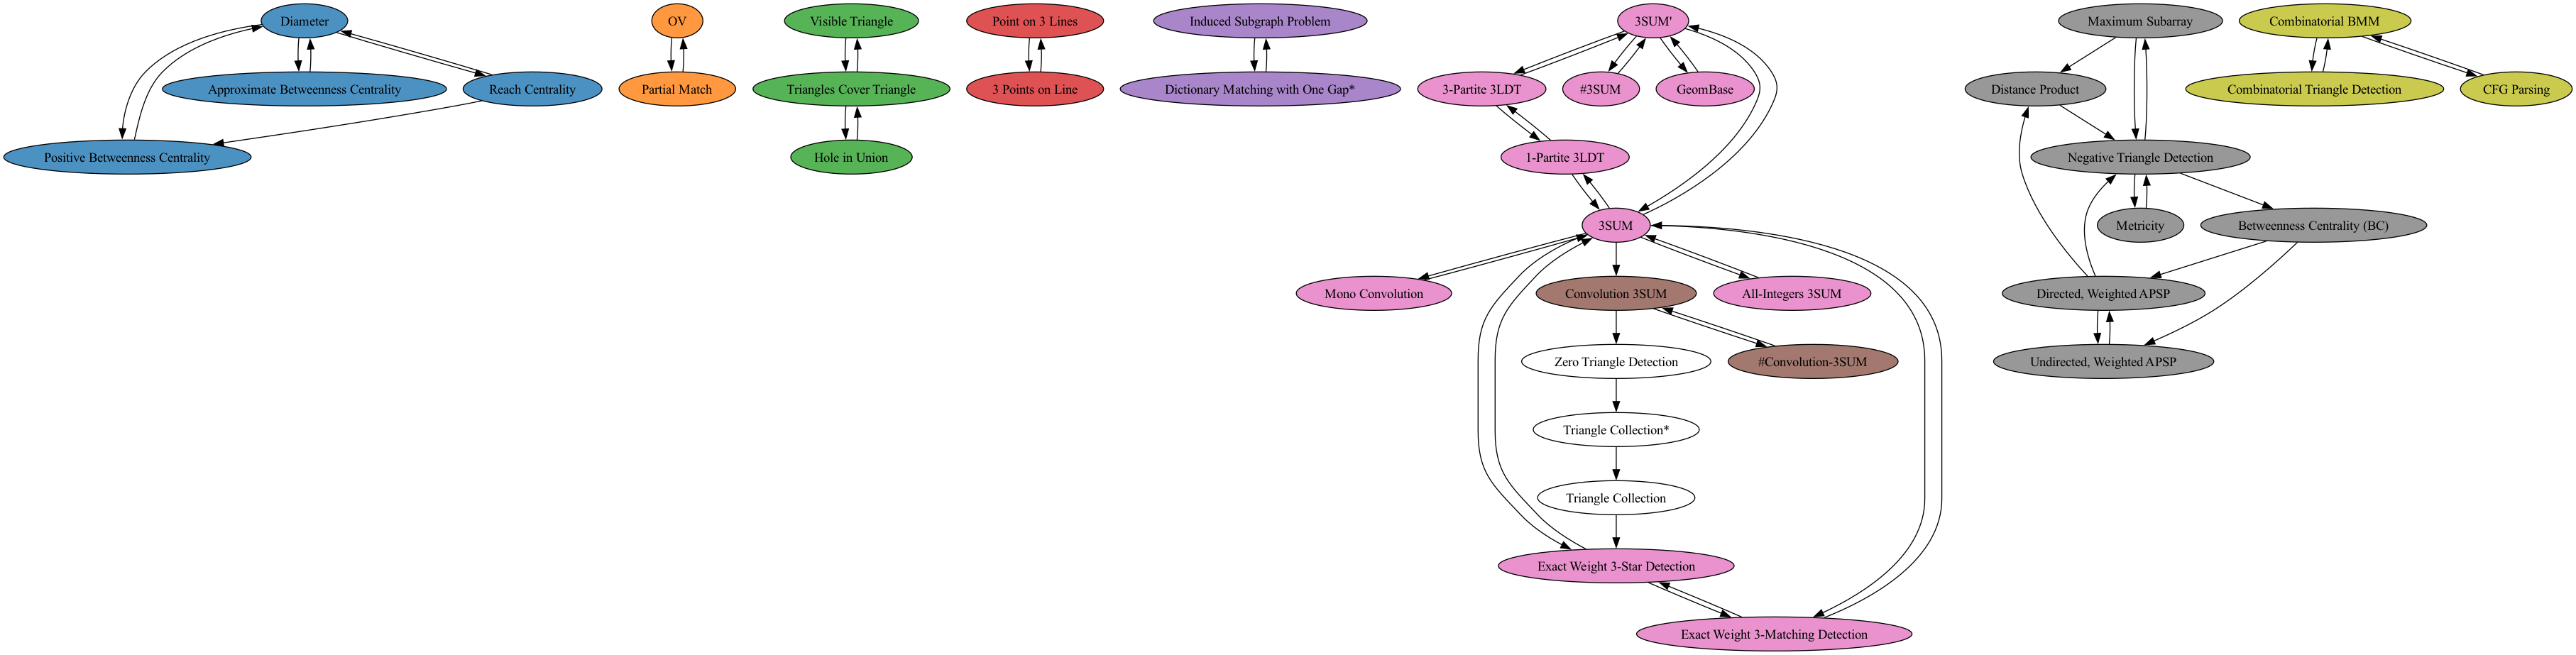 Diameter
OV
Visible Triangle
Point on 3 Lines
Induced Subgraph Problem
3SUM'
Maximum Subarray
Combinatorial BMM
Approximate Betweenness Centrality
Reach Centrality
Partial Match
Triangles Cover Triangle
3 Points on Line
Dictionary Matching with One Gap*
3-Partite 3LDT
#3SUM
GeomBase
Distance Product
Combinatorial Triangle Detection
CFG Parsing
Positive Betweenness Centrality
Hole in Union
1-Partite 3LDT
Negative Triangle Detection
3SUM
Metricity
Betweenness Centrality (BC)
Mono Convolution
Convolution 3SUM
All-Integers 3SUM
Directed, Weighted APSP
Zero Triangle Detection
#Convolution-3SUM
Undirected, Weighted APSP
Triangle Collection*
Triangle Collection
Exact Weight 3-Star Detection
Exact Weight 3-Matching Detection